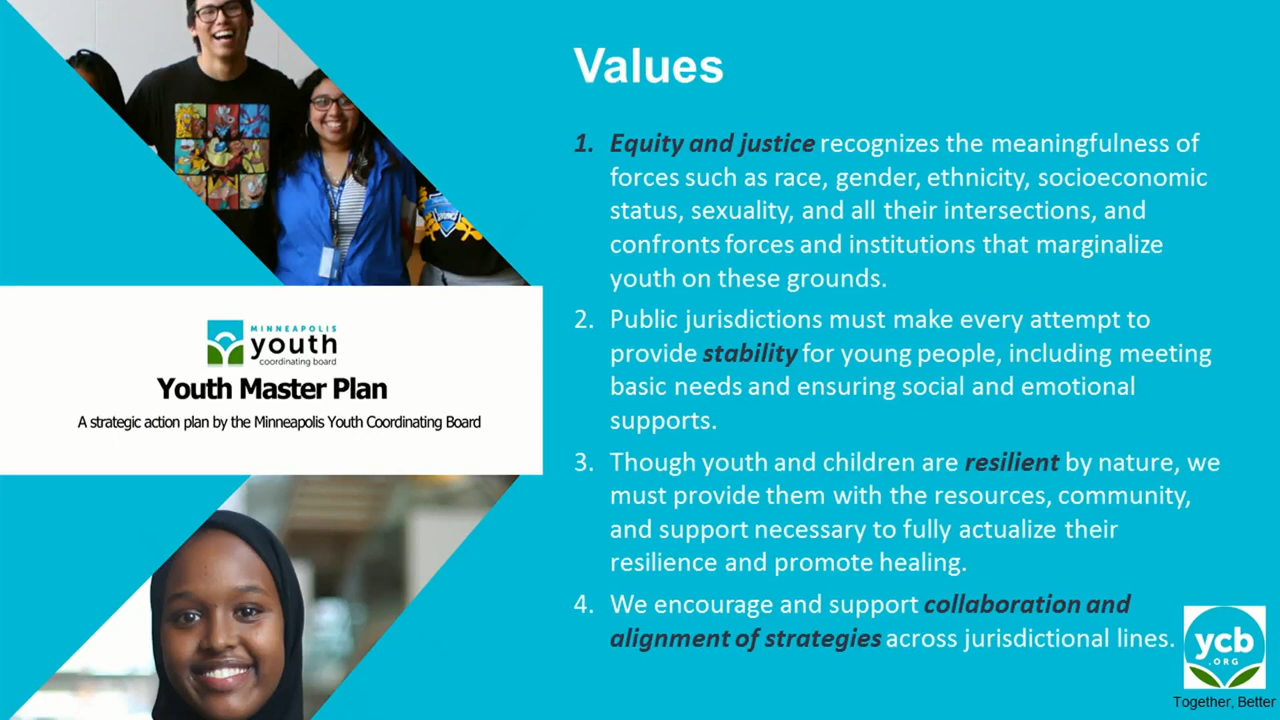 Values
1. Equity and justice recognizes the meaningfulness of
forces such as race, gender, ethnicity, socioeconomic
status, sexuality, and all their intersections, and
confronts forces and institutions that marginalize
youth on these grounds.
2. Public jurisdictions must make every attempt to
provide stability for young people, including meeting
basic needs and ensuring social and emotional
supports.
3. Though youth and children are resilient by nature, we
must provide them with the resources, community,
and support necessary to fully actualize their
resilience and promote healing.
4. We encourage and support collaboration and
alignment of strategies across jurisdictional lines.
MINNEAPOLIS
youth
coordinating board
Youth Master Plan
A strategic action plan by the Minneapolis Youth Coordinating Board
ycb
.ORG
Together, Better